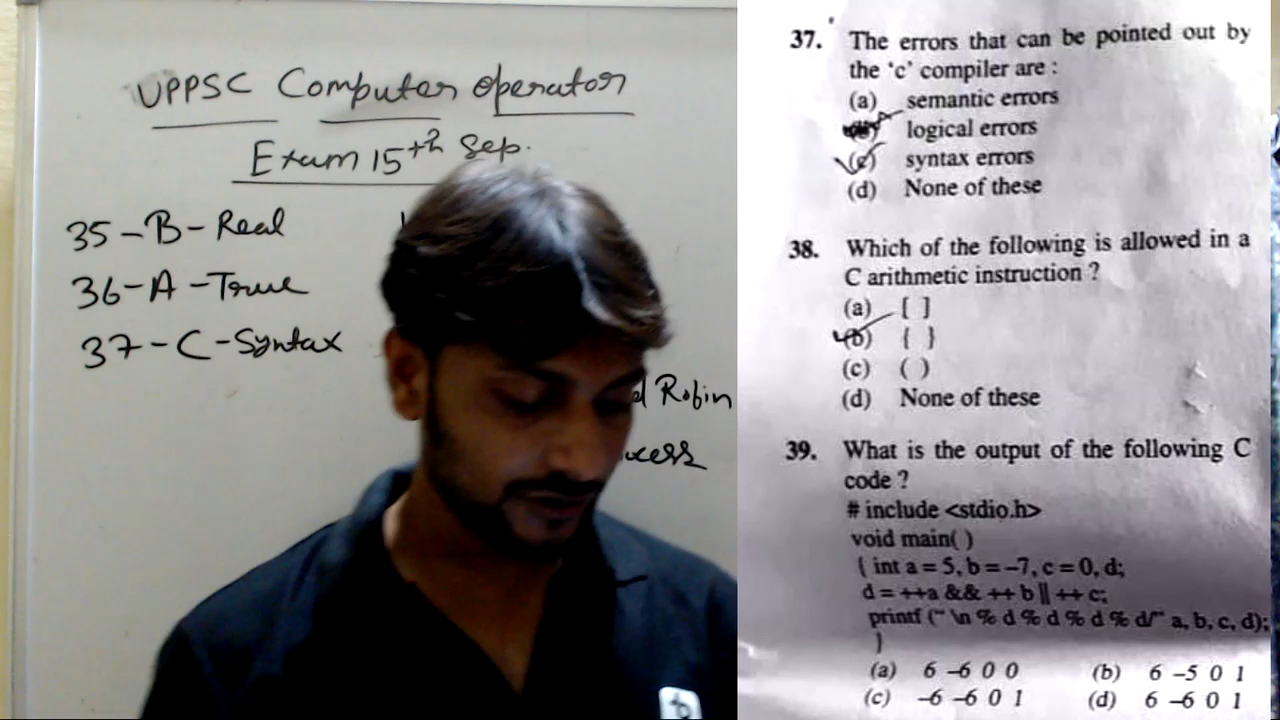 UPPSC Computer operator
Exam 15th Sep.
35-B-Real
36-A-True
37-C-Syntax
Robin
37. The errors that can be pointed out by
the 'c' compiler are :
(a) semantic errors
logical errors
(c) syntax errors
(d) None of these
38. Which of the following is allowed in a
C arithmetic instruction ?
(a) [ ]
(b) { }
(c) ( )
(d) None of these
39. What is the output of the following C
code ?
# include <stdio.h>
void main( )
{ int a = 5, b = –7, c = 0, d;
d = ++a && ++ b || ++ c;
printf (" \n % d % d % d % d/" a, b, c, d);
}
(a) 6 –6 0 0 (b) 6 –5 0 1
(c) –6 –6 0 1 (d) 6 –6 0 1